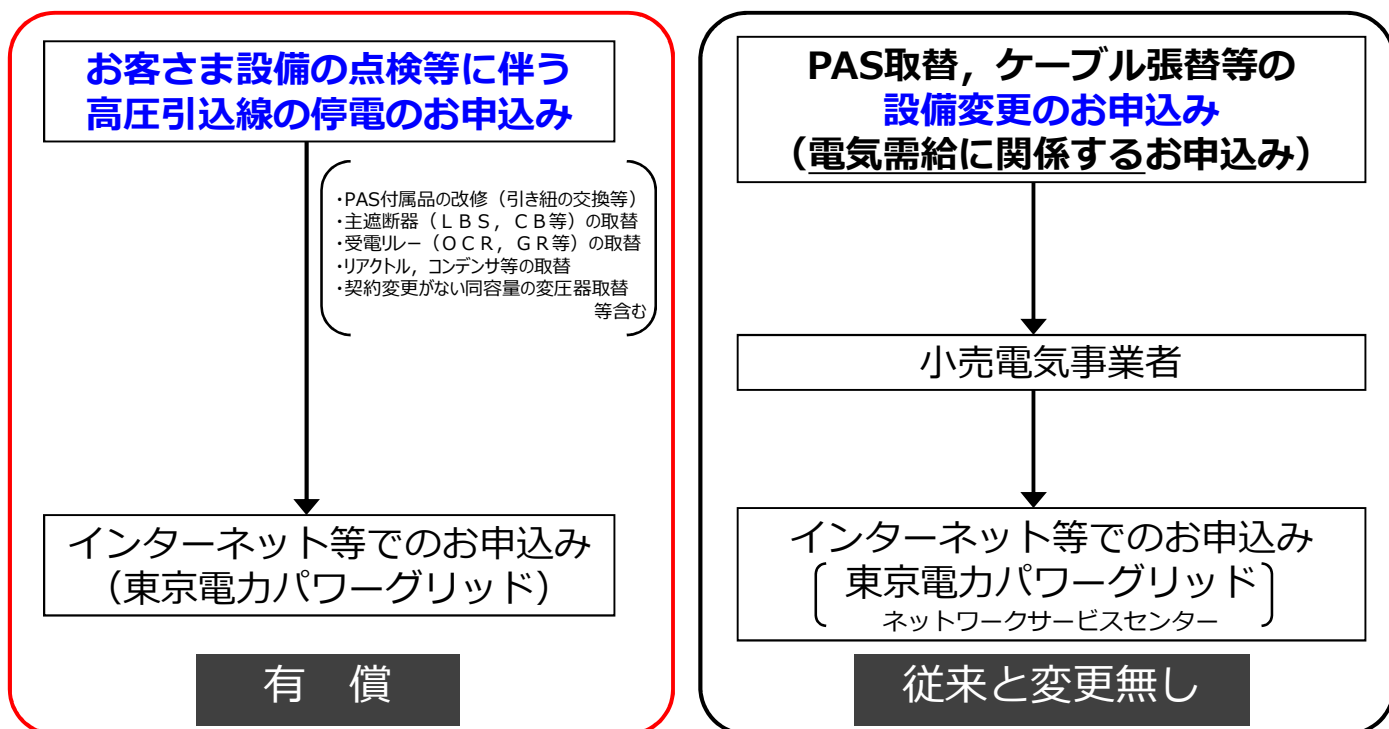 お客さま設備の点検等に伴う
高圧引込線の停電のお申込み
・PAS付属品の改修（引き紐の交換等）
・主遮断器（ＬＢＳ，ＣＢ等）の取替
・受電リレー（ＯＣＲ，ＧＲ等）の取替
・リアクトル，コンデンサ等の取替
・契約変更がない同容量の変圧器取替
等含む
インターネット等でのお申込み
（東京電力パワーグリッド）
有　償
PAS取替，ケーブル張替等の
設備変更のお申込み
（電気需給に関係するお申込み）
小売電気事業者
インターネット等でのお申込み
東京電力パワーグリッド
ネットワークサービスセンター
従来と変更無し